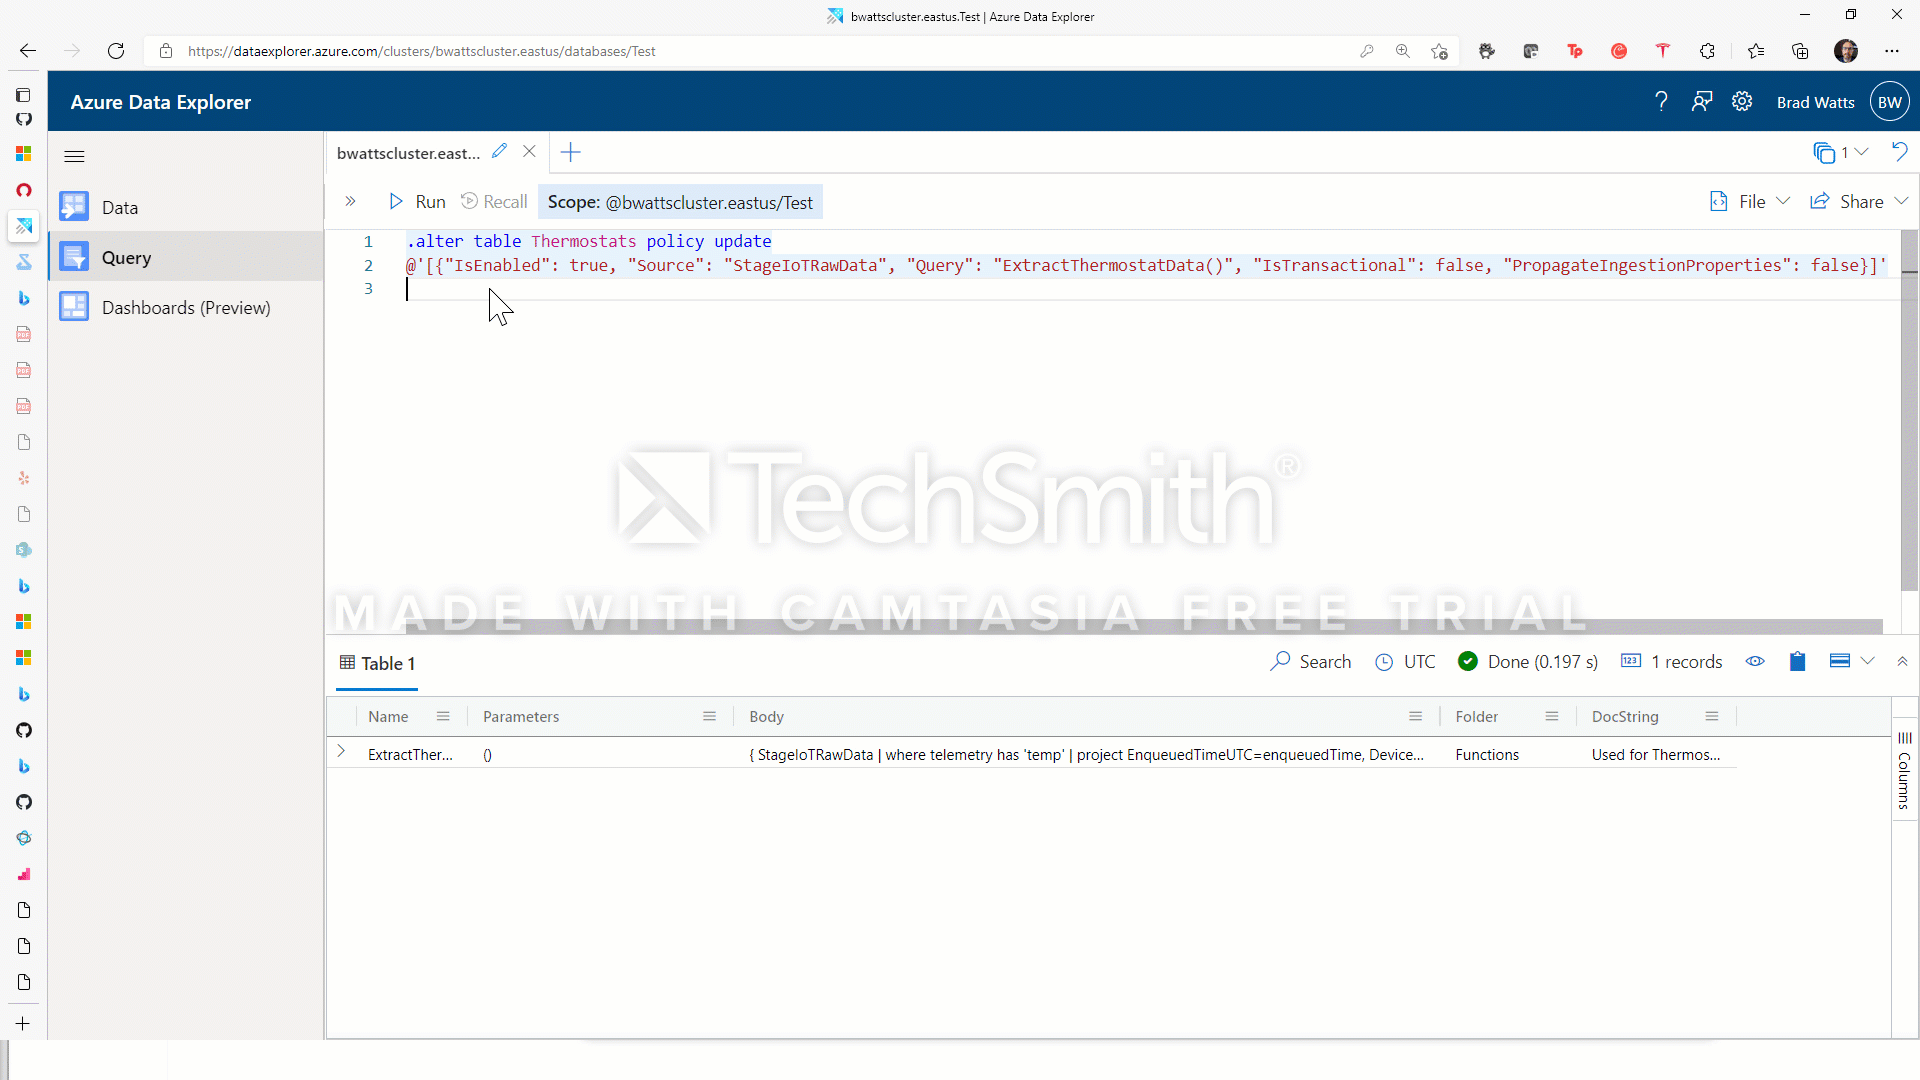 bwattscluster.eastus.Test | Azure Data Explorer
https://dataexplorer.azure.com/clusters/bwattscluster.eastus/databases/Test
Azure Data Explorer
Brad Watts
BW
bwattscluster.east...
1
Data
Query
Dashboards (Preview)
Run
Recall
Scope: @bwattscluster.eastus/Test
File
Share
1 .alter table Thermostats policy update
2 @'[{"IsEnabled": true, "Source": "StageIoTRawData", "Query": "ExtractThermostatData()", "IsTransactional": false, "PropagateIngestionProperties": false}]'
3
TechSmith®
MADE WITH CAMTASIA FREE TRIAL
Table 1
Search
UTC
Done (0.197 s)
123
1 records
Name Parameters Body Folder DocString
ExtractTher... () { StageIoTRawData | where telemetry has 'temp' | project EnqueuedTimeUTC=enqueuedTime, Device... Functions Used for Thermos...
Columns